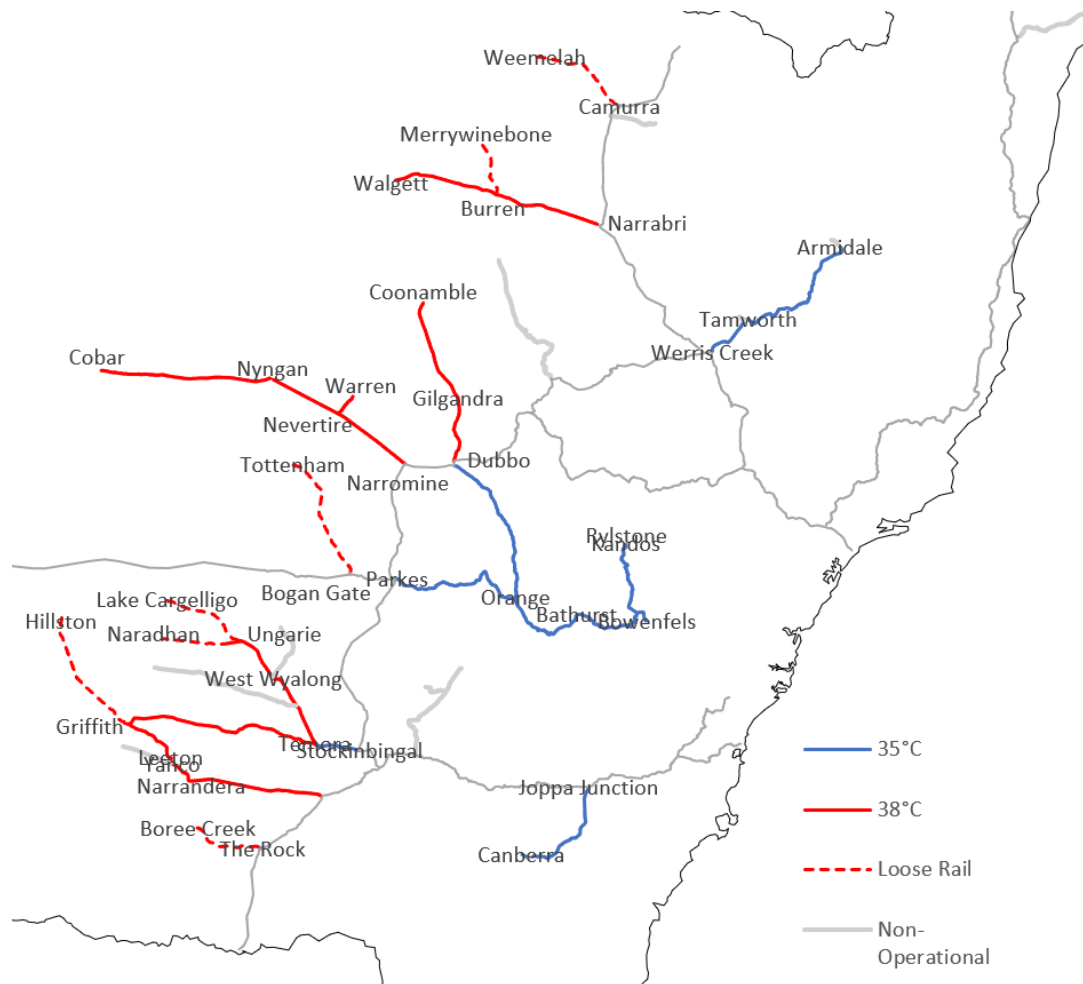 Weemelah
Camurra
Merrywinebone
Walgett
Burren
Narrabri
Armidale
Coonamble
Tamworth
Werris Creek
Cobar
Nyngan
Warren
Gilgandra
Nevertire
Tottenham
Dubbo
Narromine
Rylstone
Kandos
Parkes
Bogan Gate
Orange
Lake Cargelligo
Hillston
Bathurst
Bowenfels
Naradhan
Ungarie
West Wyalong
Griffith
Temora
Stockinbingal
35°C
Leeton
Yanco
Narrandera
Joppa Junction
38°C
Boree Creek
The Rock
Canberra
Loose Rail
Non-
Operational